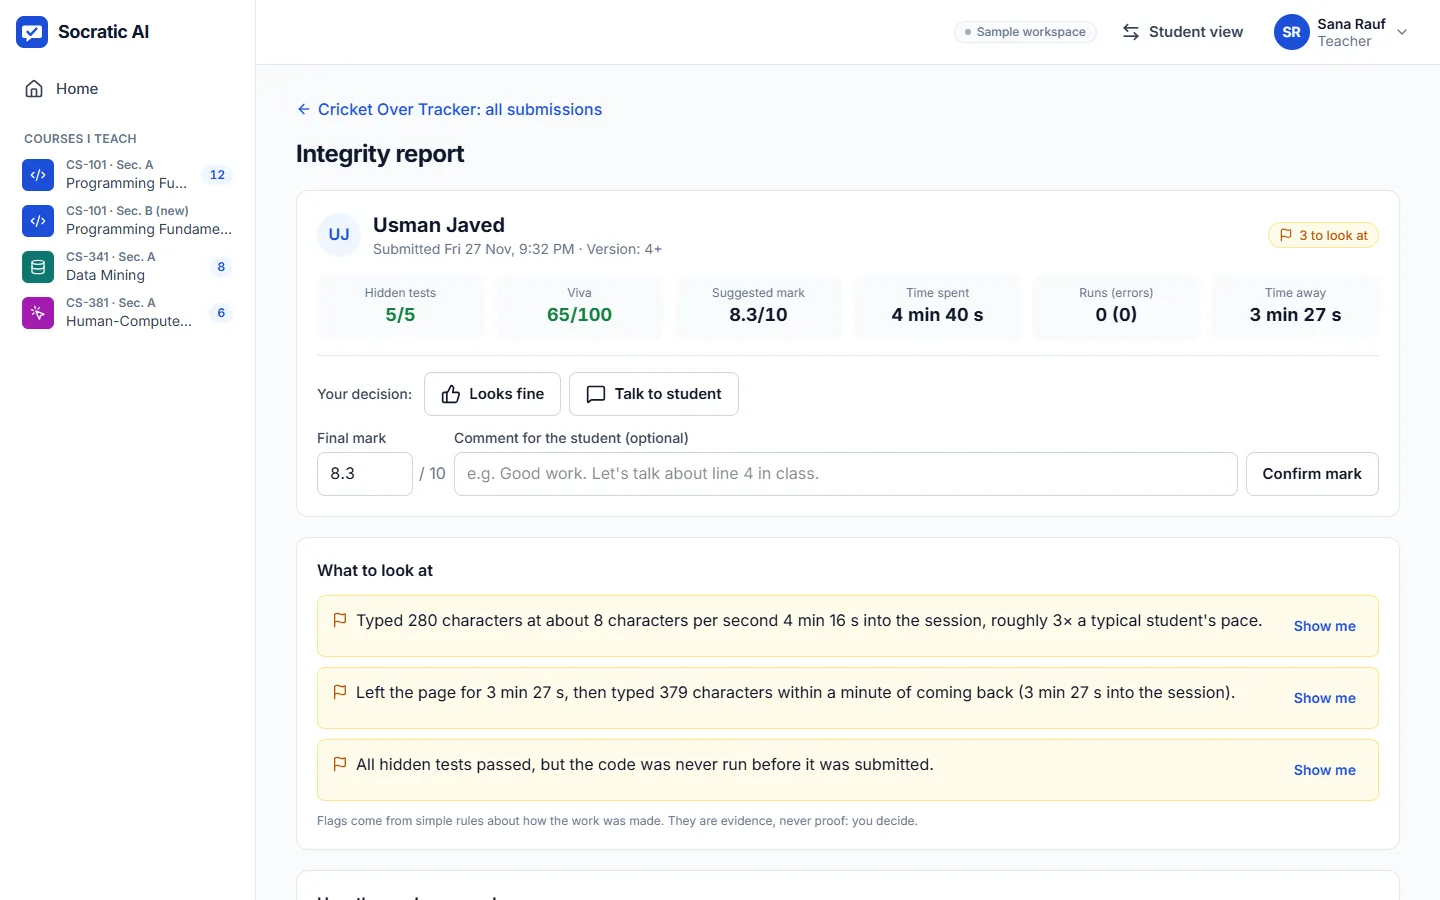 Socratic AI
Sample workspace
Student view
SR
Sana Rauf
Teacher
Home
COURSES I TEACH
CS-101 · Sec. A
Programming Fu...
12
CS-101 · Sec. B (new)
Programming Fundame...
CS-341 · Sec. A
Data Mining
8
CS-381 · Sec. A
Human-Compute...
6
← Cricket Over Tracker: all submissions
Integrity report
UJ
Usman Javed
Submitted Fri 27 Nov, 9:32 PM · Version: 4+
3 to look at
Hidden tests
5/5
Viva
65/100
Suggested mark
8.3/10
Time spent
4 min 40 s
Runs (errors)
0 (0)
Time away
3 min 27 s
Your decision:
Looks fine
Talk to student
Final mark
8.3
/ 10
Comment for the student (optional)
e.g. Good work. Let's talk about line 4 in class.
Confirm mark
What to look at
Typed 280 characters at about 8 characters per second 4 min 16 s into the session, roughly 3× a typical student's pace.
Show me
Left the page for 3 min 27 s, then typed 379 characters within a minute of coming back (3 min 27 s into the session).
Show me
All hidden tests passed, but the code was never run before it was submitted.
Show me
Flags come from simple rules about how the work was made. They are evidence, never proof: you decide.